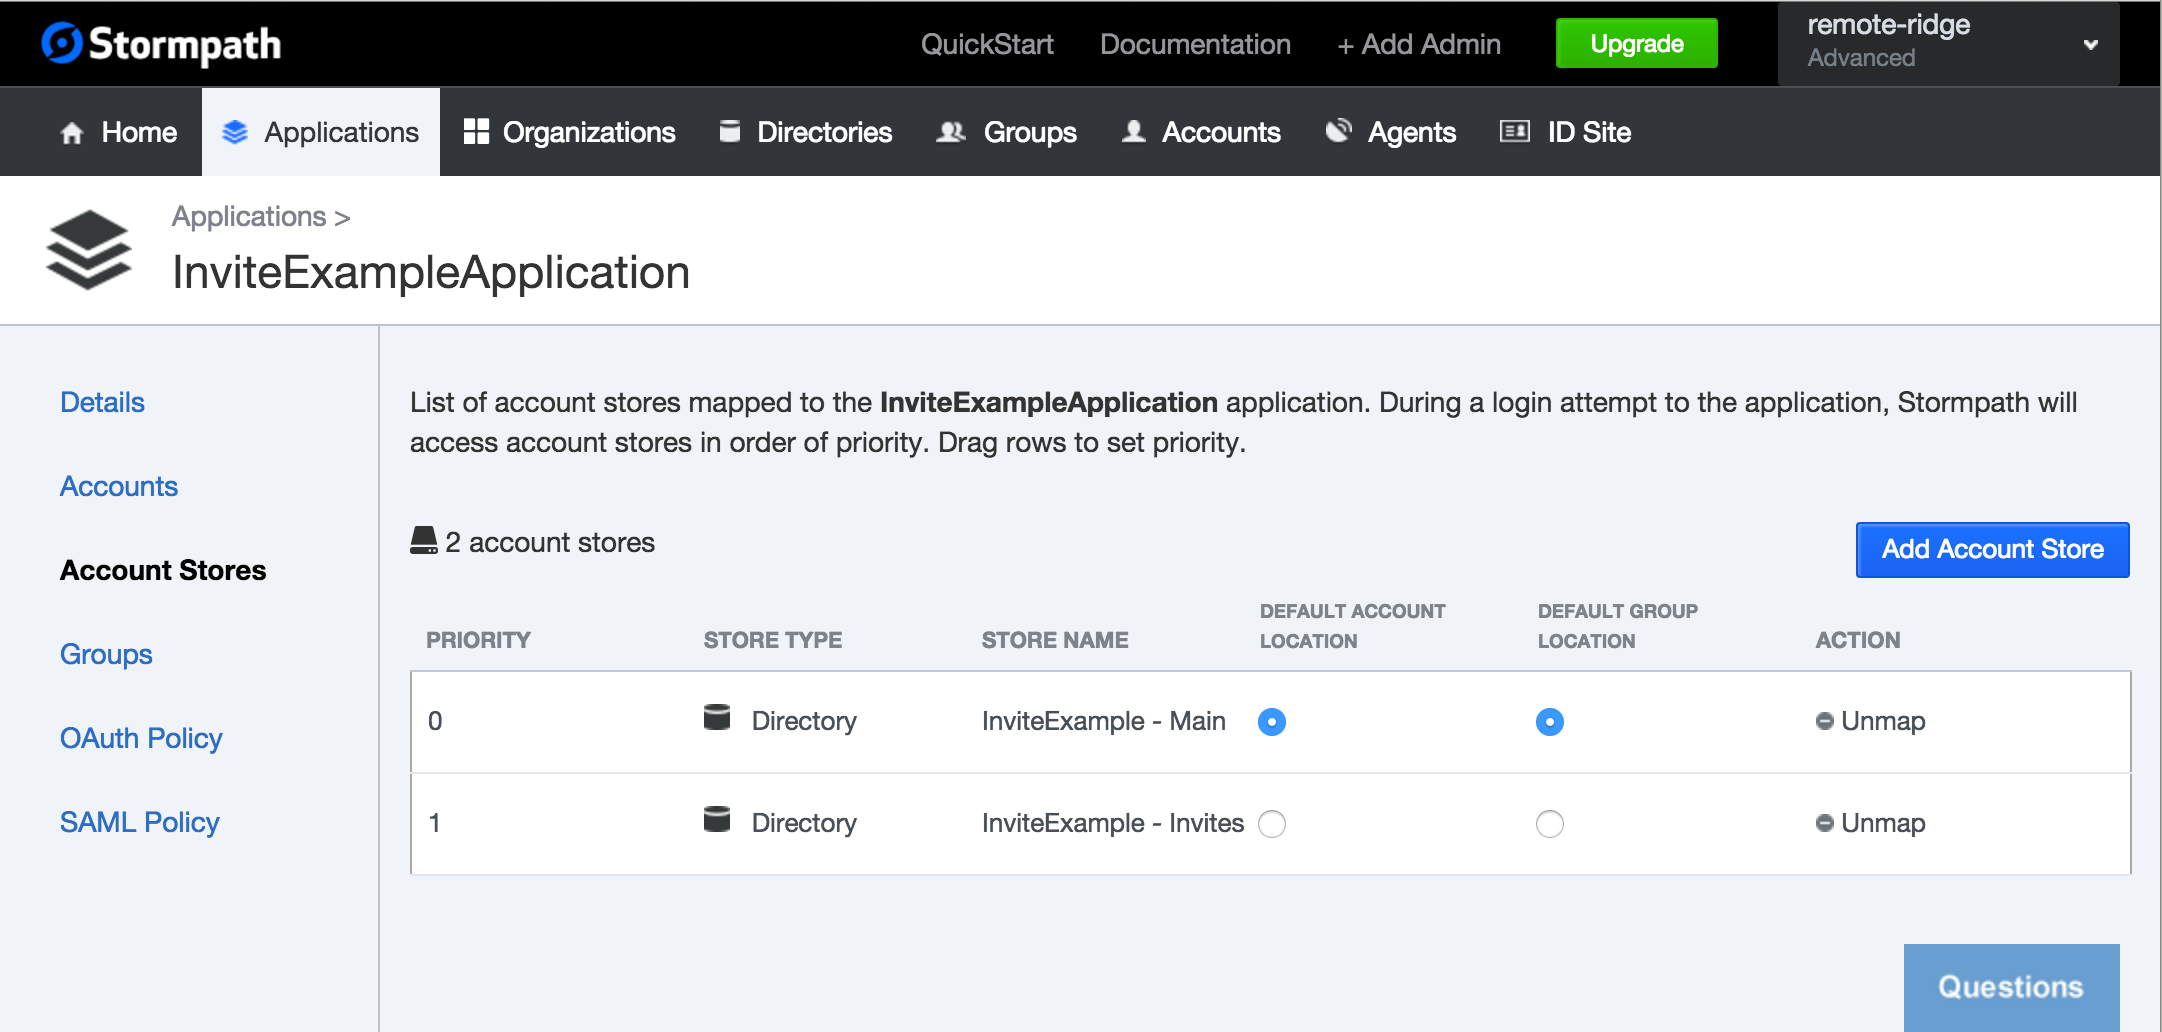 Stormpath
QuickStart Documentation + Add Admin Upgrade remote-ridge
Advanced
Home Applications Organizations Directories Groups Accounts Agents ID Site
Applications >
InviteExampleApplication
Details
Accounts
Account Stores
Groups
OAuth Policy
SAML Policy
List of account stores mapped to the InviteExampleApplication application. During a login attempt to the application, Stormpath will
access account stores in order of priority. Drag rows to set priority.
2 account stores
Add Account Store
PRIORITY STORE TYPE STORE NAME DEFAULT ACCOUNT LOCATION DEFAULT GROUP LOCATION ACTION
0 Directory InviteExample - Main Unmap
1 Directory InviteExample - Invites Unmap
Questions